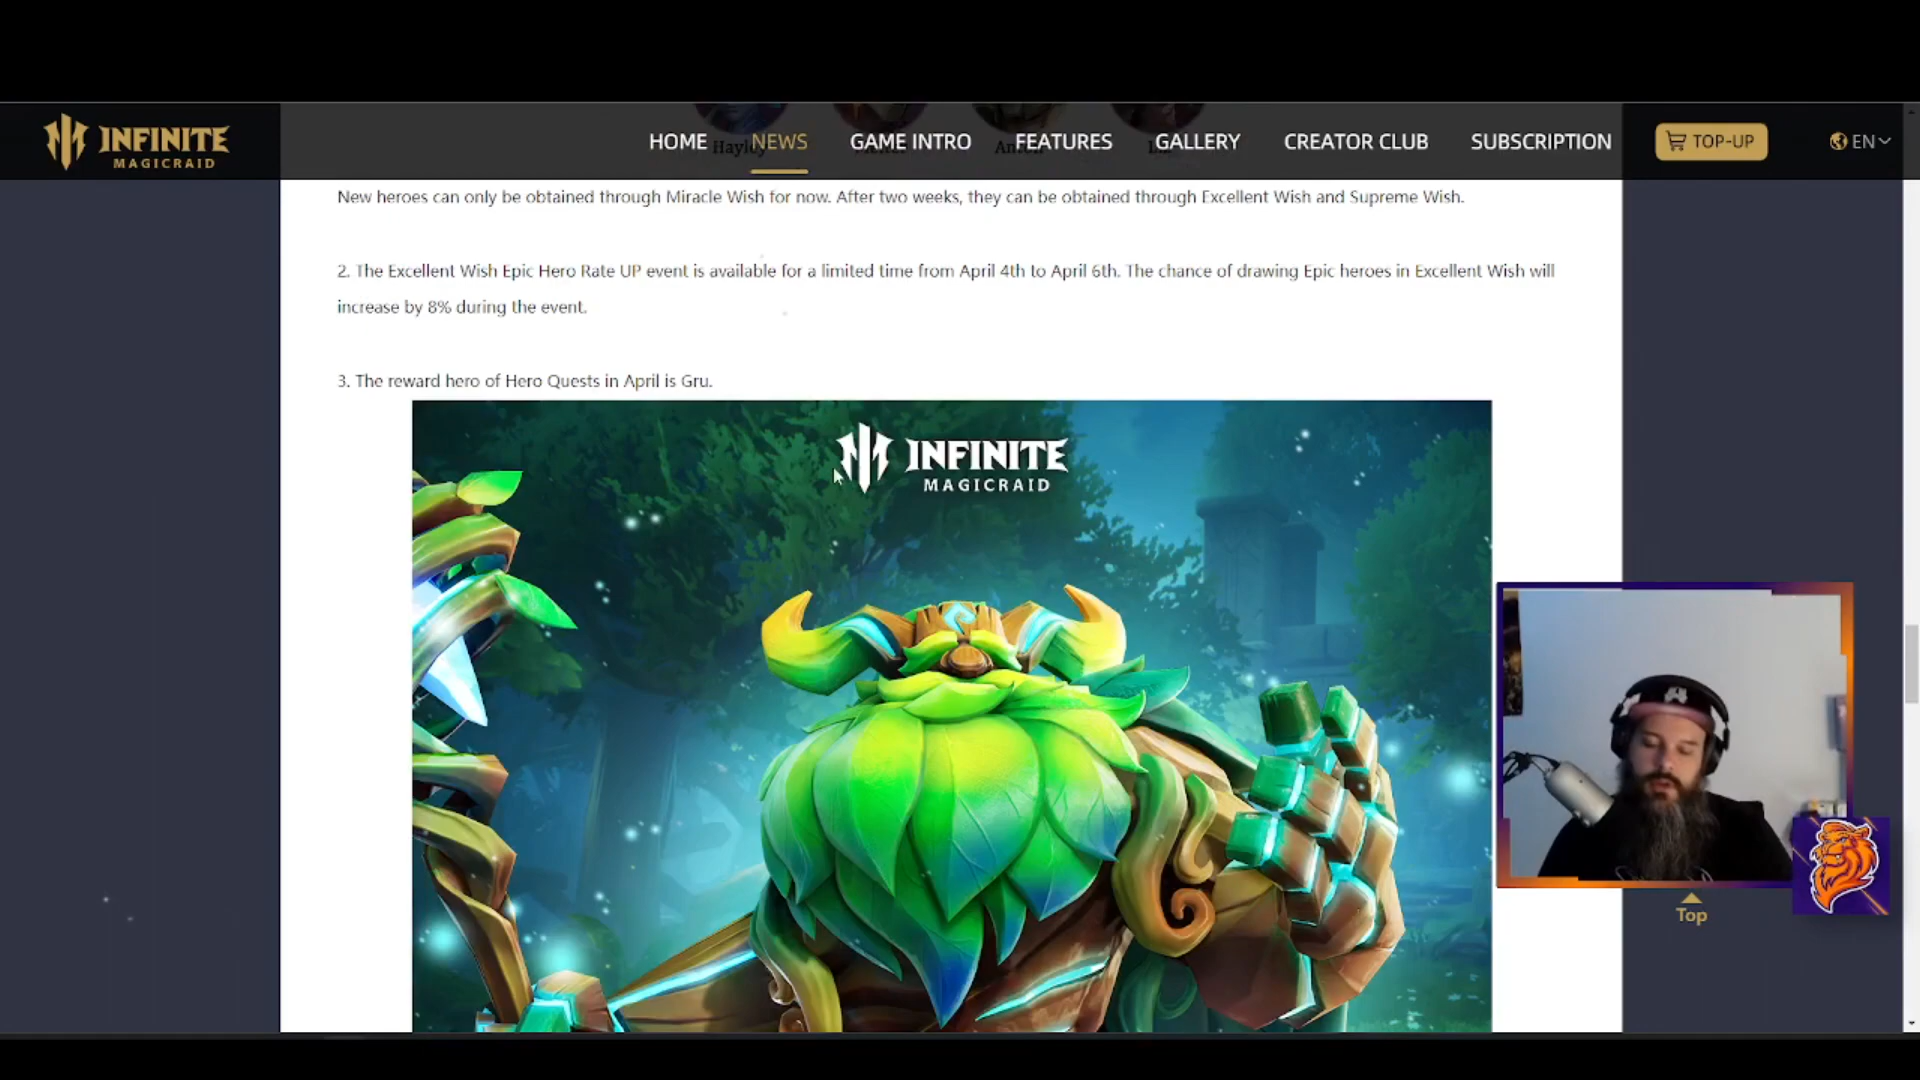 INFINITE
MAGICRAID
HOME NEWS GAME INTRO FEATURES GALLERY CREATOR CLUB SUBSCRIPTION TOP-UP EN
New heroes can only be obtained through Miracle Wish for now. After two weeks, they can be obtained through Excellent Wish and Supreme Wish.
2. The Excellent Wish Epic Hero Rate UP event is available for a limited time from April 4th to April 6th. The chance of drawing Epic heroes in Excellent Wish will
increase by 8% during the event.
3. The reward hero of Hero Quests in April is Gru.
INFINITE
MAGICRAID
Top